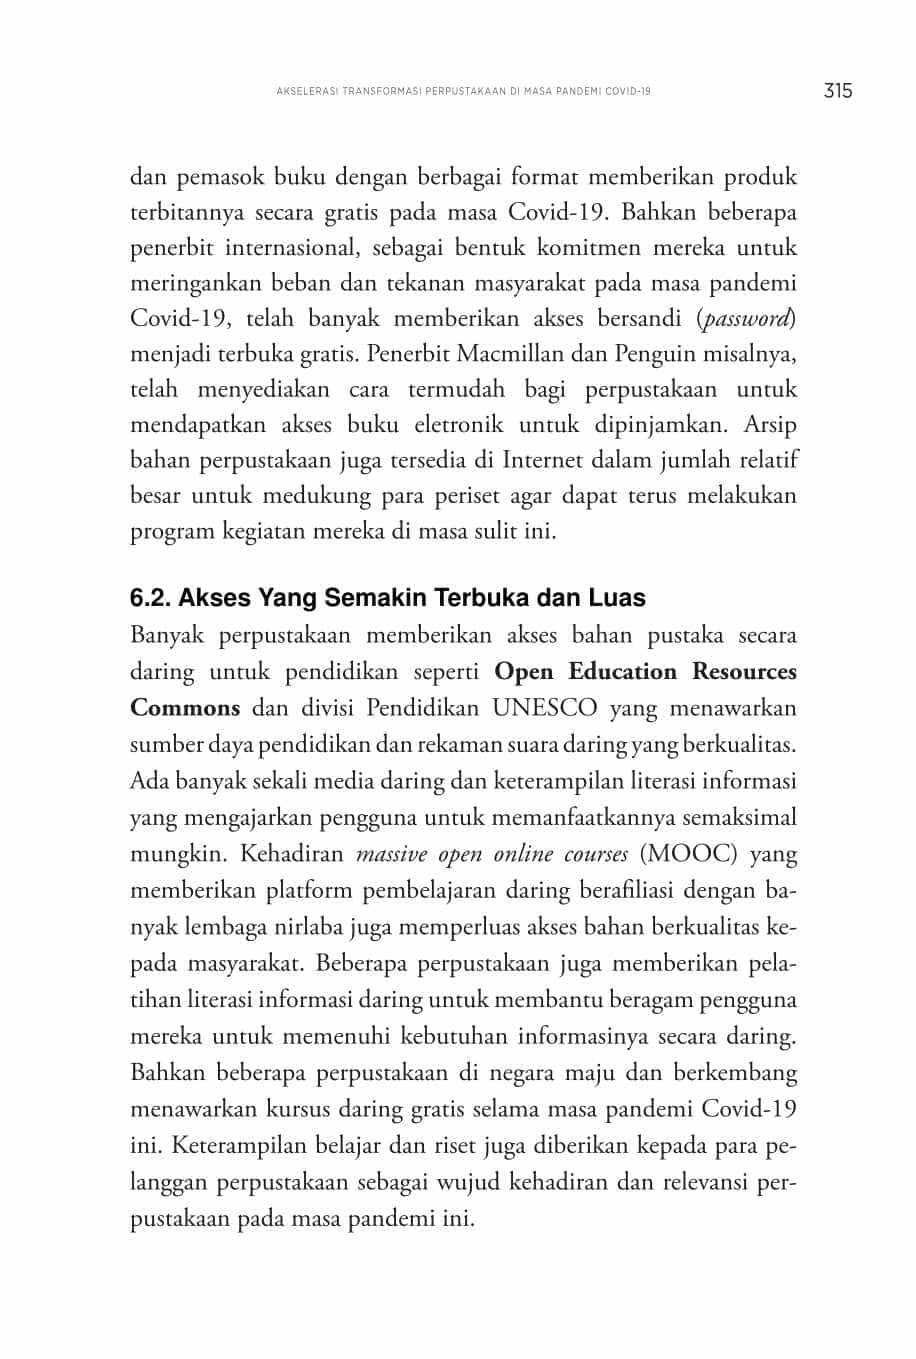 AKSELERASI TRANSFORMASI PERPUSTAKAAN DI MASA PANDEMI COVID-19 315
dan pemasok buku dengan berbagai format memberikan produk
terbitannya secara gratis pada masa Covid-19. Bahkan beberapa
penerbit internasional, sebagai bentuk komitmen mereka untuk
meringankan beban dan tekanan masyarakat pada masa pandemi
Covid-19, telah banyak memberikan akses bersandi (password)
menjadi terbuka gratis. Penerbit Macmillan dan Penguin misalnya,
telah menyediakan cara termudah bagi perpustakaan untuk
mendapatkan akses buku eletronik untuk dipinjamkan. Arsip
bahan perpustakaan juga tersedia di Internet dalam jumlah relatif
besar untuk medukung para periset agar dapat terus melakukan
program kegiatan mereka di masa sulit ini.
6.2. Akses Yang Semakin Terbuka dan Luas
Banyak perpustakaan memberikan akses bahan pustaka secara
daring untuk pendidikan seperti Open Education Resources
Commons dan divisi Pendidikan UNESCO yang menawarkan
sumber daya pendidikan dan rekaman suara daring yang berkualitas.
Ada banyak sekali media daring dan keterampilan literasi informasi
yang mengajarkan pengguna untuk memanfaatkannya semaksimal
mungkin. Kehadiran massive open online courses (MOOC) yang
memberikan platform pembelajaran daring berafiliasi dengan ba-
nyak lembaga nirlaba juga memperluas akses bahan berkualitas ke-
pada masyarakat. Beberapa perpustakaan juga memberikan pela-
tihan literasi informasi daring untuk membantu beragam pengguna
mereka untuk memenuhi kebutuhan informasinya secara daring.
Bahkan beberapa perpustakaan di negara maju dan berkembang
menawarkan kursus daring gratis selama masa pandemi Covid-19
ini. Keterampilan belajar dan riset juga diberikan kepada para pe-
langgan perpustakaan sebagai wujud kehadiran dan relevansi per-
pustakaan pada masa pandemi ini.